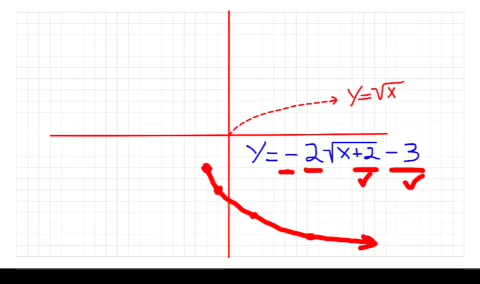 y=√x
y = -2√x+2 - 3